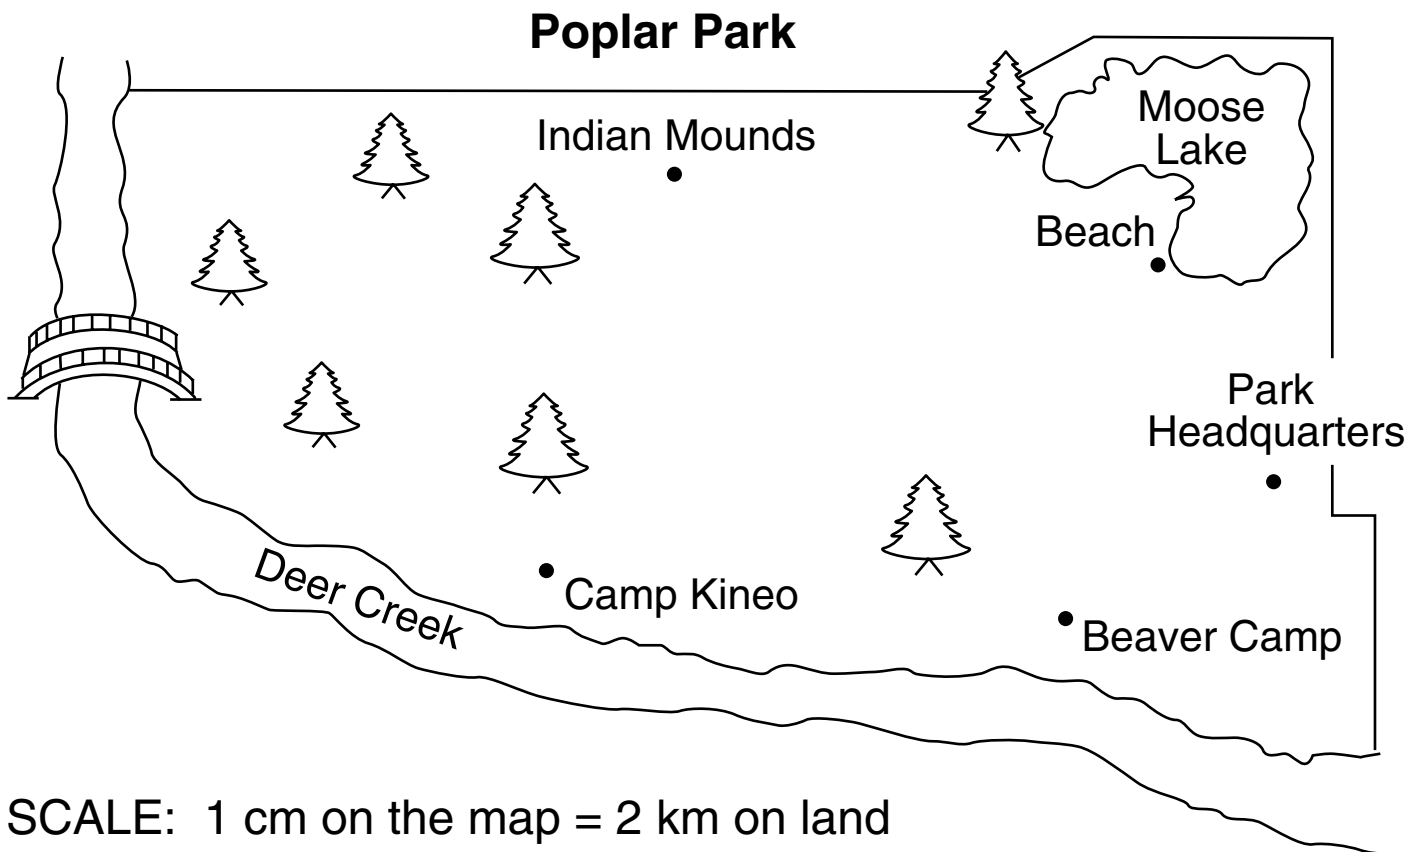 Poplar Park
Indian Mounds
Moose
Lake
Beach
Park
Headquarters
Deer Creek
Camp Kineo
Beaver Camp
SCALE: 1 cm on the map = 2 km on land